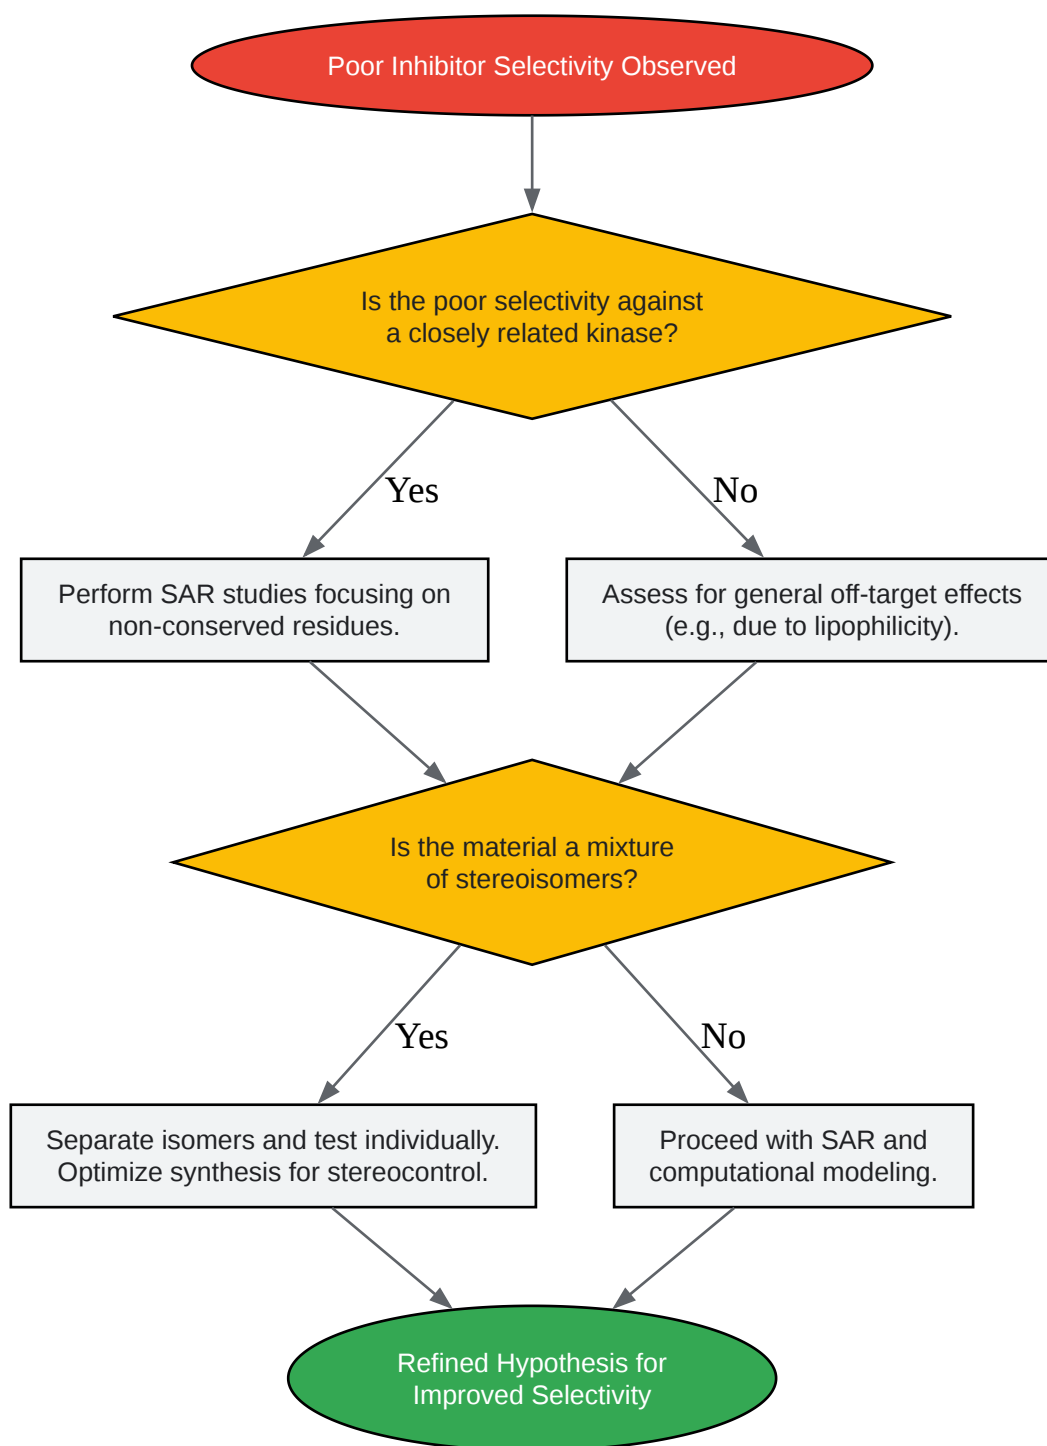 Poor Inhibitor Selectivity Observed
Is the poor selectivity against
a closely related kinase?
Yes
No
Perform SAR studies focusing on
non-conserved residues.
Assess for general off-target effects
(e.g., due to lipophilicity).
Is the material a mixture
of stereoisomers?
Yes
No
Separate isomers and test individually.
Optimize synthesis for stereocontrol.
Proceed with SAR and
computational modeling.
Refined Hypothesis for
Improved Selectivity